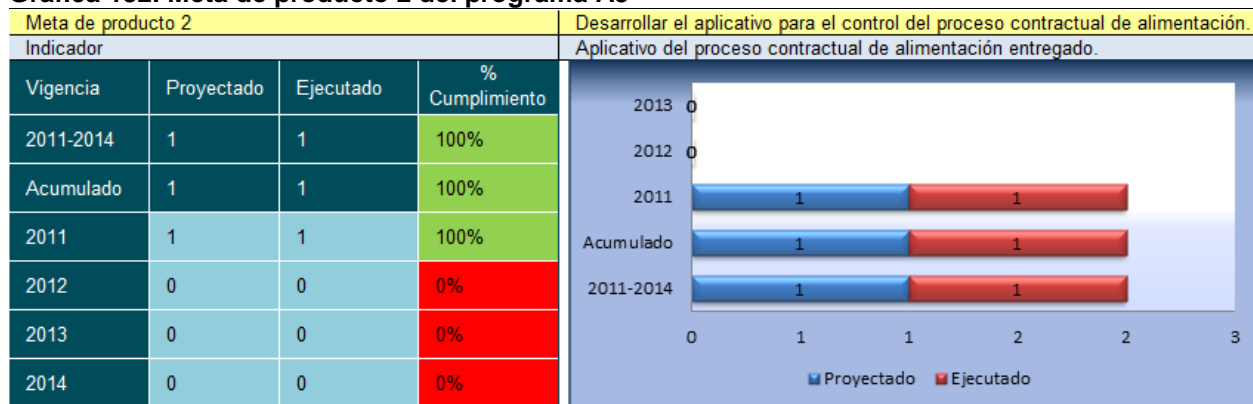 Meta de producto 2 Desarrollar el aplicativo para el control del proceso contractual de alimentación.
Indicador Aplicativo del proceso contractual de alimentación entregado.
Vigencia Proyectado Ejecutado % Cumplimiento
2011-2014 1 1 100%
Acumulado 1 1 100%
2011 1 1 100%
2012 0 0 0%
2013 0 0 0%
2014 0 0 0%
2013 0
2012 0
2011 1 1
Acumulado 1 1
2011-2014 1 1
0 1 1 2 2 3
Proyectado Ejecutado